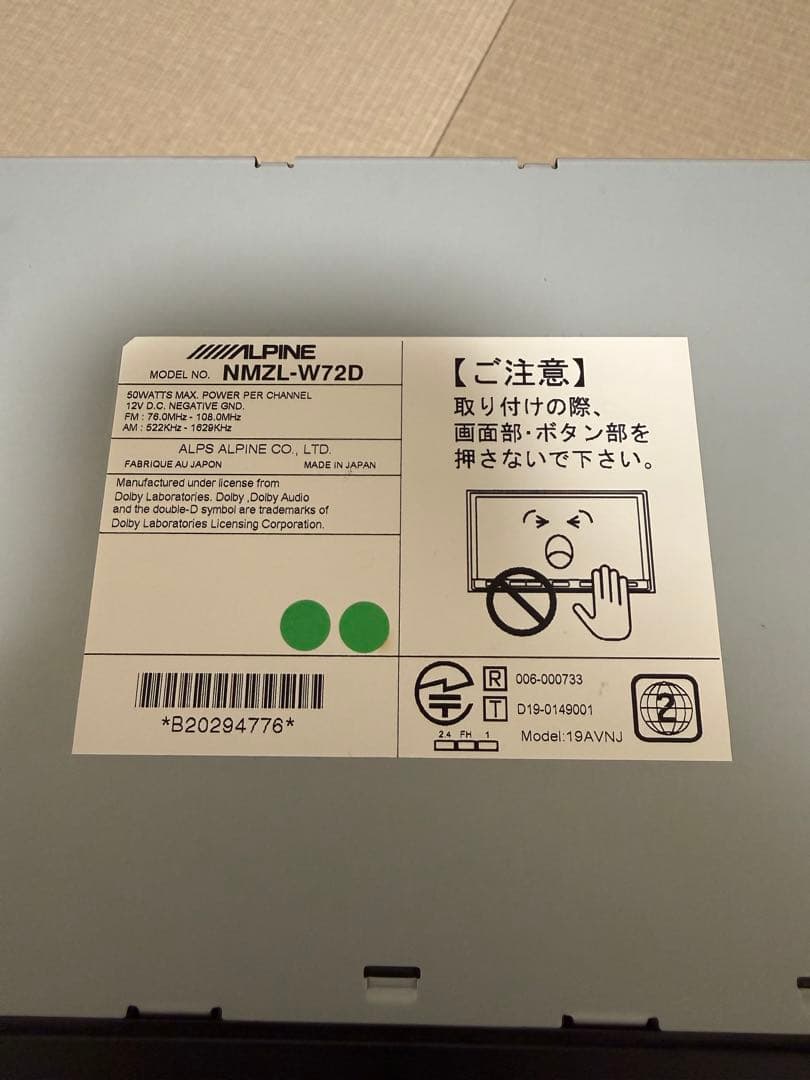 ALPINE
MODEL NO. NMZL-W72D
50WATTS MAX. POWER PER CHANNEL
12V D.C. NEGATIVE GND.
FM : 76.0MHz - 108.0MHz
AM : 522KHz - 1629KHz
ALPS ALPINE CO., LTD.
FABRIQUE AU JAPON MADE IN JAPAN
Manufactured under license from
Dolby Laboratories. Dolby ,Dolby Audio
and the double-D symbol are trademarks of
Dolby Laboratories Licensing Corporation.
*B20294776*
【ご注意】
取り付けの際、
画面部・ボタン部を
押さないで下さい。
R 006-000733
T D19-0149001
2.4 FH 1
Model:19AVNJ
2